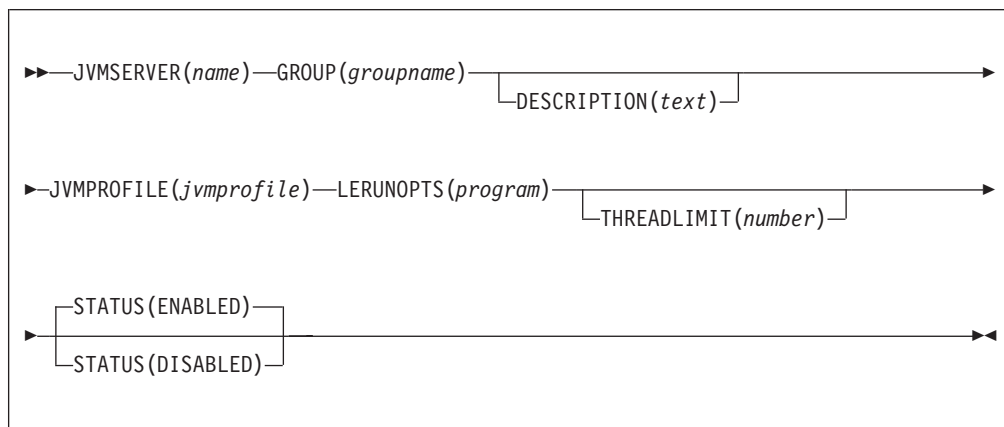 JVMSERVER(name) GROUP(groupname)
DESCRIPTION(text)
JVMPROFILE(jvmprofile) LERUNOPTS(program)
THREADLIMIT(number)
STATUS(ENABLED)
STATUS(DISABLED)